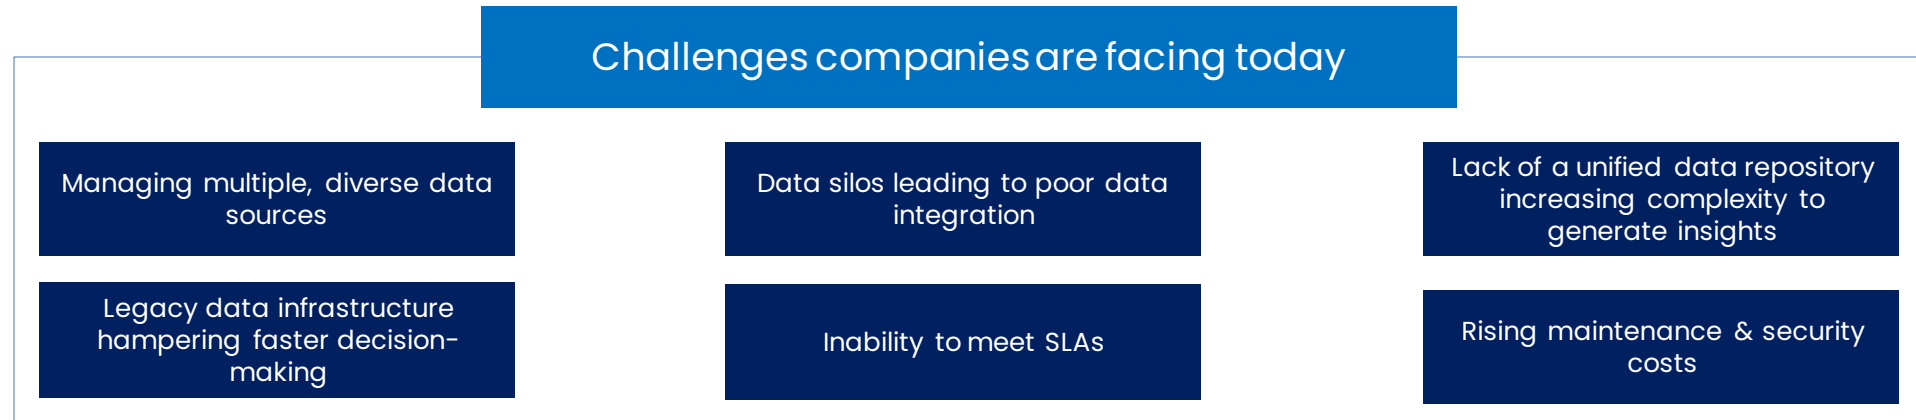 Challenges companies are facing today
Managing multiple, diverse data
sources
Data silos leading to poor data
integration
Lack of a unified data repository
increasing complexity to
generate insights
Legacy data infrastructure
hampering faster decision-
making
Inability to meet SLAs
Rising maintenance & security
costs